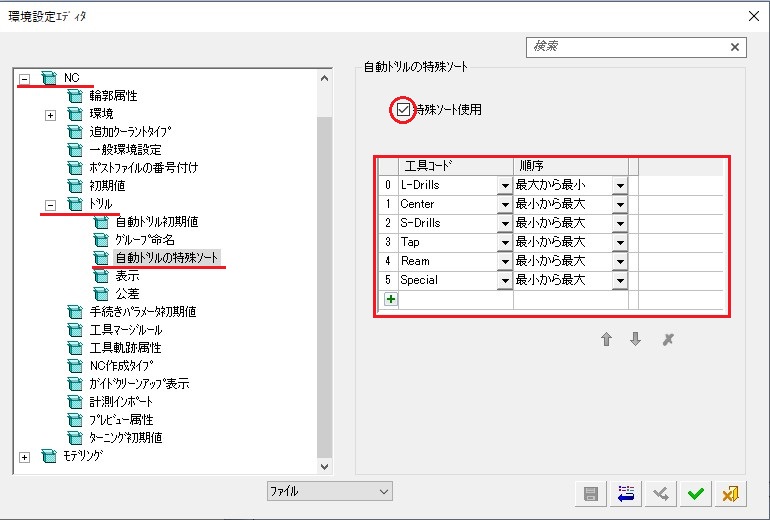 環境設定ｴﾃﾞｨﾀ
検索
NC
輪郭属性
環境
追加ｸｰﾗﾝﾄﾀｲﾌﾟ
一般環境設定
ﾎﾟｽﾄﾌｧｲﾙの番号付け
初期値
ﾄﾞﾘﾙ
自動ﾄﾞﾘﾙ初期値
ｸﾞﾙｰﾌﾟ命名
自動ﾄﾞﾘﾙの特殊ｿｰﾄ
表示
公差
手続きﾊﾟﾗﾒｰﾀ初期値
工具ﾏｰｼﾞﾙｰﾙ
工具軌跡属性
NC作成ﾀｲﾌﾟ
ｶﾞｲﾄﾞｸﾘｰﾝｱｯﾌﾟ表示
計測ｲﾝﾎﾟｰﾄ
ﾌﾟﾚﾋﾞｭｰ属性
ﾀｰﾆﾝｸﾞ初期値
ﾓﾃﾞﾘﾝｸﾞ
自動ﾄﾞﾘﾙの特殊ｿｰﾄ
特殊ｿｰﾄ使用
工具ｺｰﾄﾞ 順序
0 L-Drills 最大から最小
1 Center 最小から最大
2 S-Drills 最小から最大
3 Tap 最小から最大
4 Ream 最小から最大
5 Special 最小から最大
ﾌｧｲﾙ